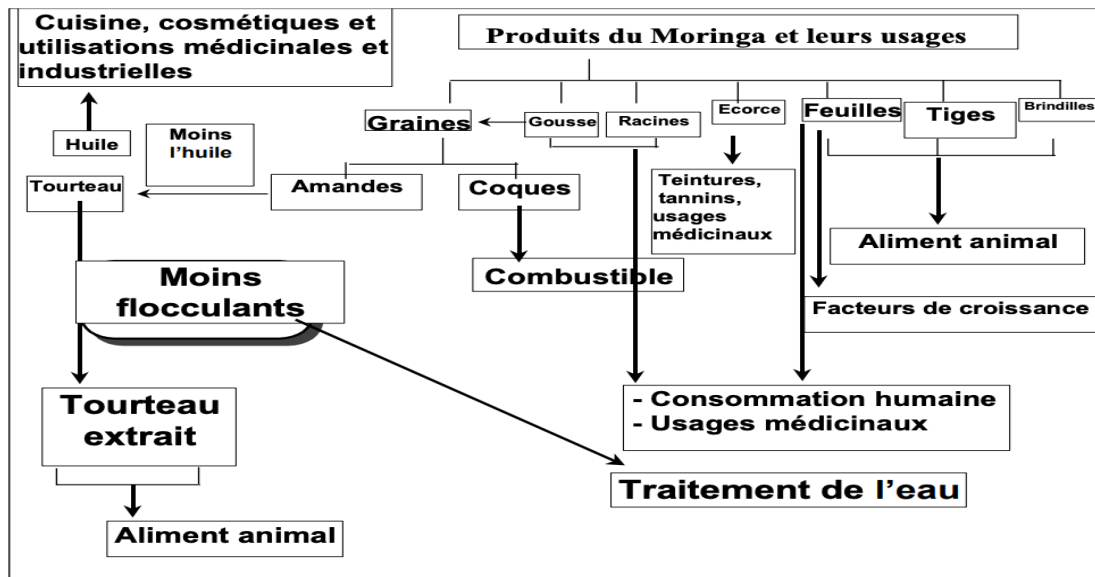 Cuisine, cosmétiques et
utilisations médicinales et
industrielles
Produits du Moringa et leurs usages
Huile
Moins
l'huile
Graines
Gousse
Racines
Ecorce
Feuilles
Tiges
Brindilles
Tourteau
Amandes
Coques
Teintures,
tannins,
usages
médicinaux
Aliment animal
Moins
flocculants
Combustible
Facteurs de croissance
Tourteau
extrait
- Consommation humaine
- Usages médicinaux
Traitement de l'eau
Aliment animal